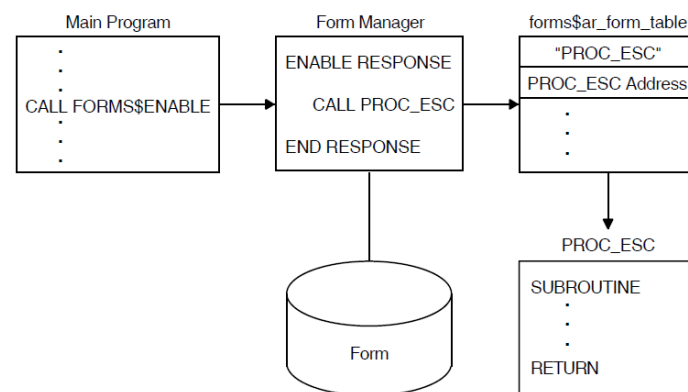 Main Program
CALL FORMS$ENABLE
Form Manager
ENABLE RESPONSE
CALL PROC_ESC
END RESPONSE
forms$ar_form_table
"PROC_ESC"
PROC_ESC Address
PROC_ESC
SUBROUTINE
RETURN
Form